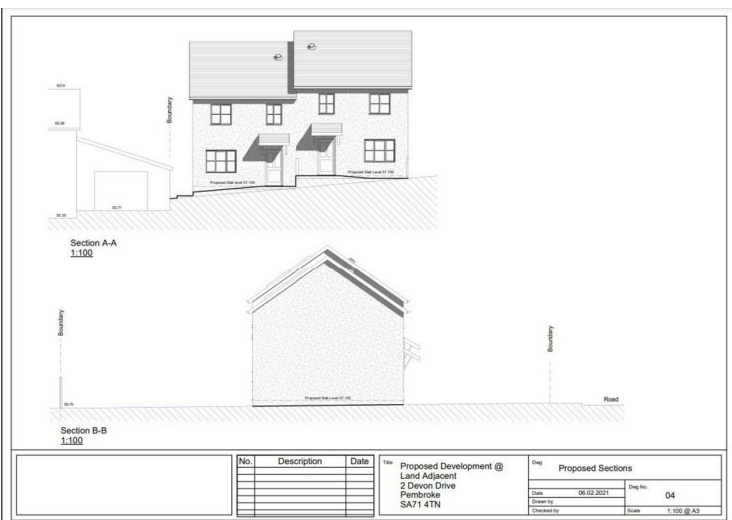 Boundary
Proposed Slab level 57.150
Proposed Slab Level 57.750
55.77
Section A-A
1:100
Boundary
Boundary
Proposed Slab Level 57.150
Road
Section B-B
1:100
No. Description Date
Title Proposed Development @
Land Adjacent
2 Devon Drive
Pembroke
SA71 4TN
Dwg Proposed Sections
Date 06.02.2021
Dwg No. 04
Drawn by
Checked by
Scale 1:100 @ A3